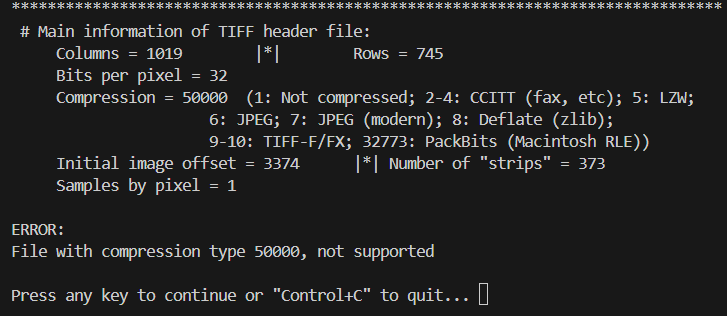 *******************************************************************************
# Main information of TIFF header file:
Columns = 1019 |*| Rows = 745
Bits per pixel = 32
Compression = 50000 (1: Not compressed; 2-4: CCITT (fax, etc); 5: LZW;
6: JPEG; 7: JPEG (modern); 8: Deflate (zlib);
9-10: TIFF-F/FX; 32773: PackBits (Macintosh RLE))
Initial image offset = 3374 |*| Number of "strips" = 373
Samples by pixel = 1
ERROR:
File with compression type 50000, not supported
Press any key to continue or "Control+C" to quit...